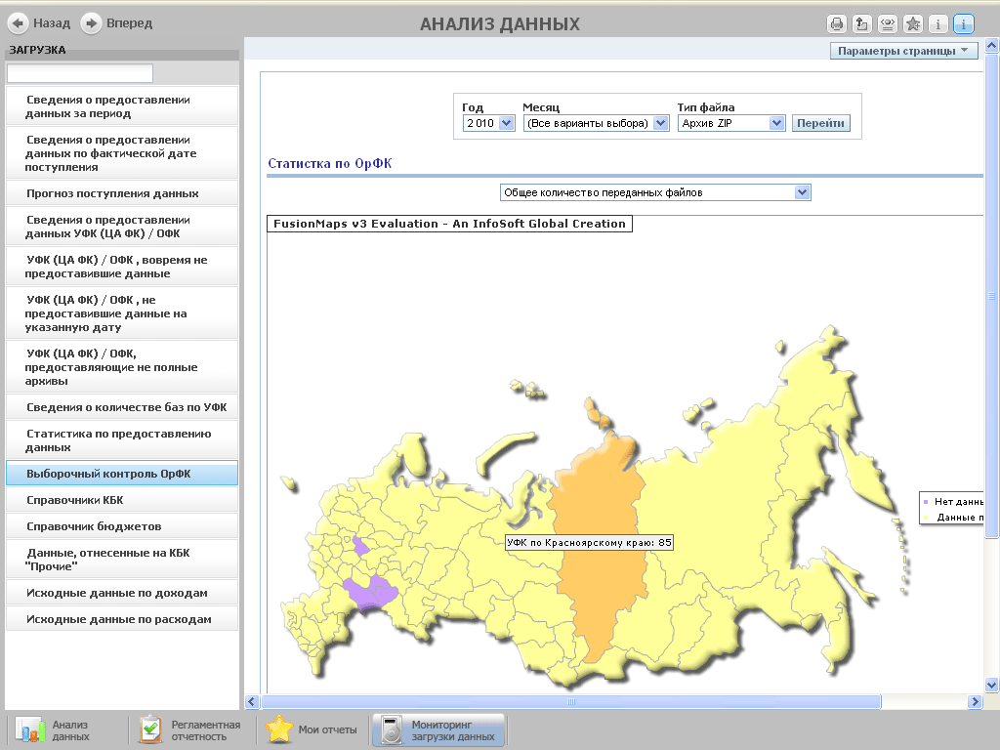 Назад
Вперед
АНАЛИЗ ДАННЫХ
ЗАГРУЗКА
Параметры страницы
Сведения о предоставлении
данных за период
Сведения о предоставлении
данных по фактической дате
поступления
Прогноз поступления данных
Сведения о предоставлении
данных УФК (ЦА ФК) / ОФК
УФК (ЦА ФК) / ОФК , вовремя не
предоставившие данные
УФК (ЦА ФК) / ОФК , не
предоставившие данные на
указанную дату
УФК (ЦА ФК) / ОФК,
предоставляющие не полные
архивы
Сведения о количестве баз по УФК
Статистика по предоставлению
данных
Выборочный контроль ОрФК
Справочники КБК
Справочник бюджетов
Данные, отнесенные на КБК
"Прочие"
Исходные данные по доходам
Исходные данные по расходам
Год
Месяц
Тип файла
2 010
(Все варианты выбора)
Архив ZIP
Перейти
Статистка по ОрФК
Общее количество переданных файлов
FusionMaps v3 Evaluation - An InfoSoft Global Creation
УФК по Красноярскому краю: 85
Нет данны
Данные п
Анализ
данных
Регламентная
отчетность
Мои отчеты
Мониторинг
загрузки данных